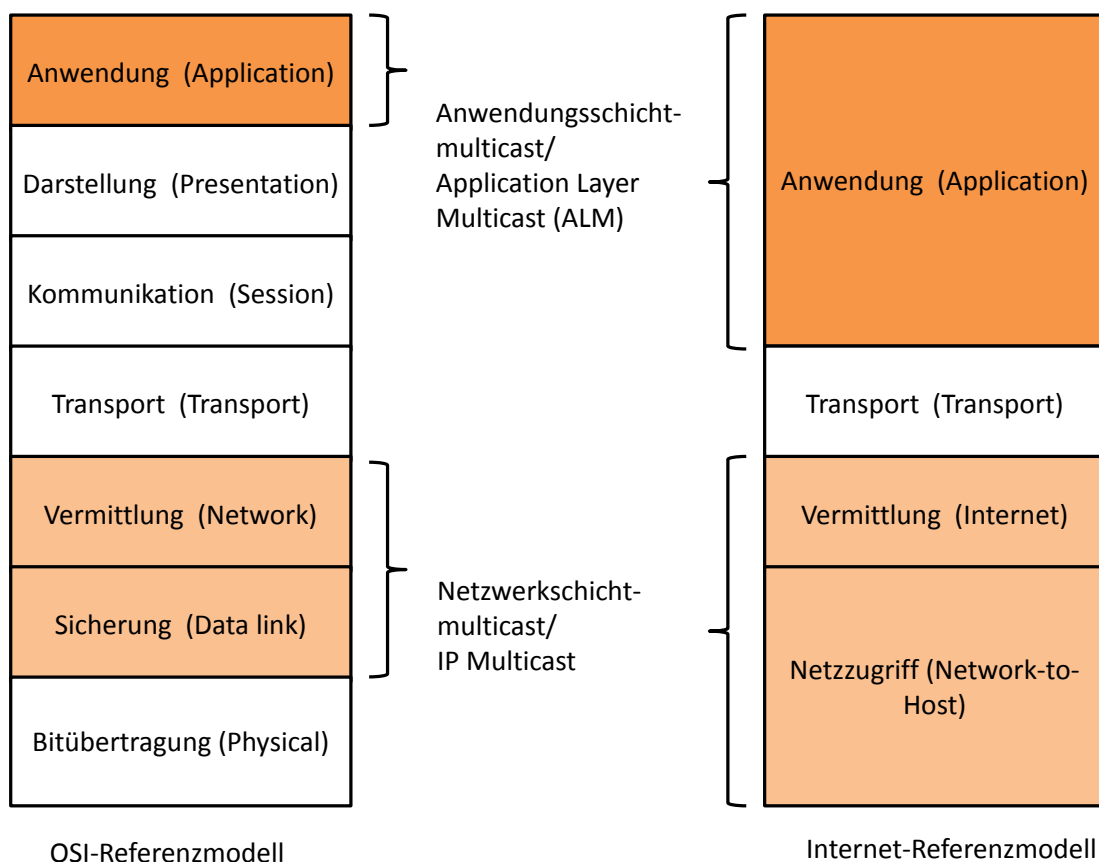 Anwendung (Application)
Darstellung (Presentation)
Kommunikation (Session)
Transport (Transport)
Vermittlung (Network)
Sicherung (Data link)
Bitübertragung (Physical)
OSI-Referenzmodell
Anwendungsschicht-
multicast/
Application Layer
Multicast (ALM)
Netzwerkschicht-
multicast/
IP Multicast
Anwendung (Application)
Transport (Transport)
Vermittlung (Internet)
Netzzugriff (Network-to-
Host)
Internet-Referenzmodell